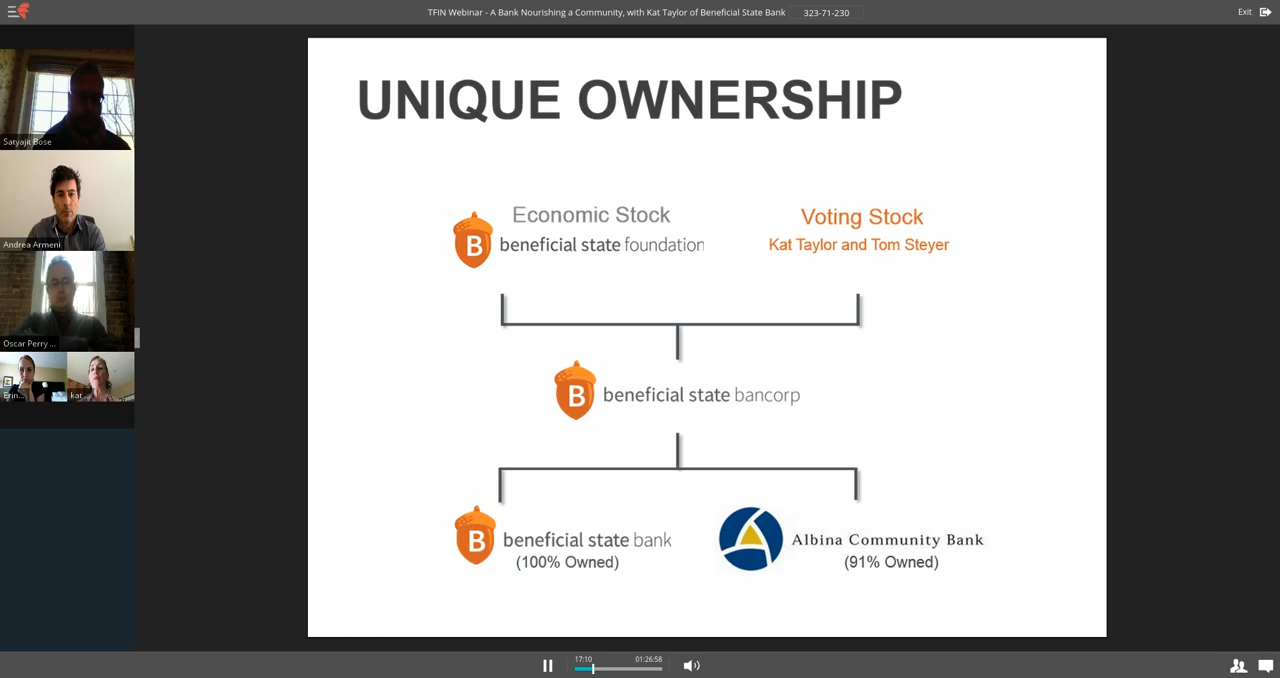 TFIN Webinar - A Bank Nourishing a Community, with Kat Taylor of Beneficial State Bank
323-71-230
Exit
Satyajit Bose
Andrea Armeni
Oscar Perry ...
Erin...
kat ...
UNIQUE OWNERSHIP
Economic Stock
B beneficial state foundation
Voting Stock
Kat Taylor and Tom Steyer
B beneficial state bancorp
B beneficial state bank
(100% Owned)
Albina Community Bank
(91% Owned)
17:10
01:26:58